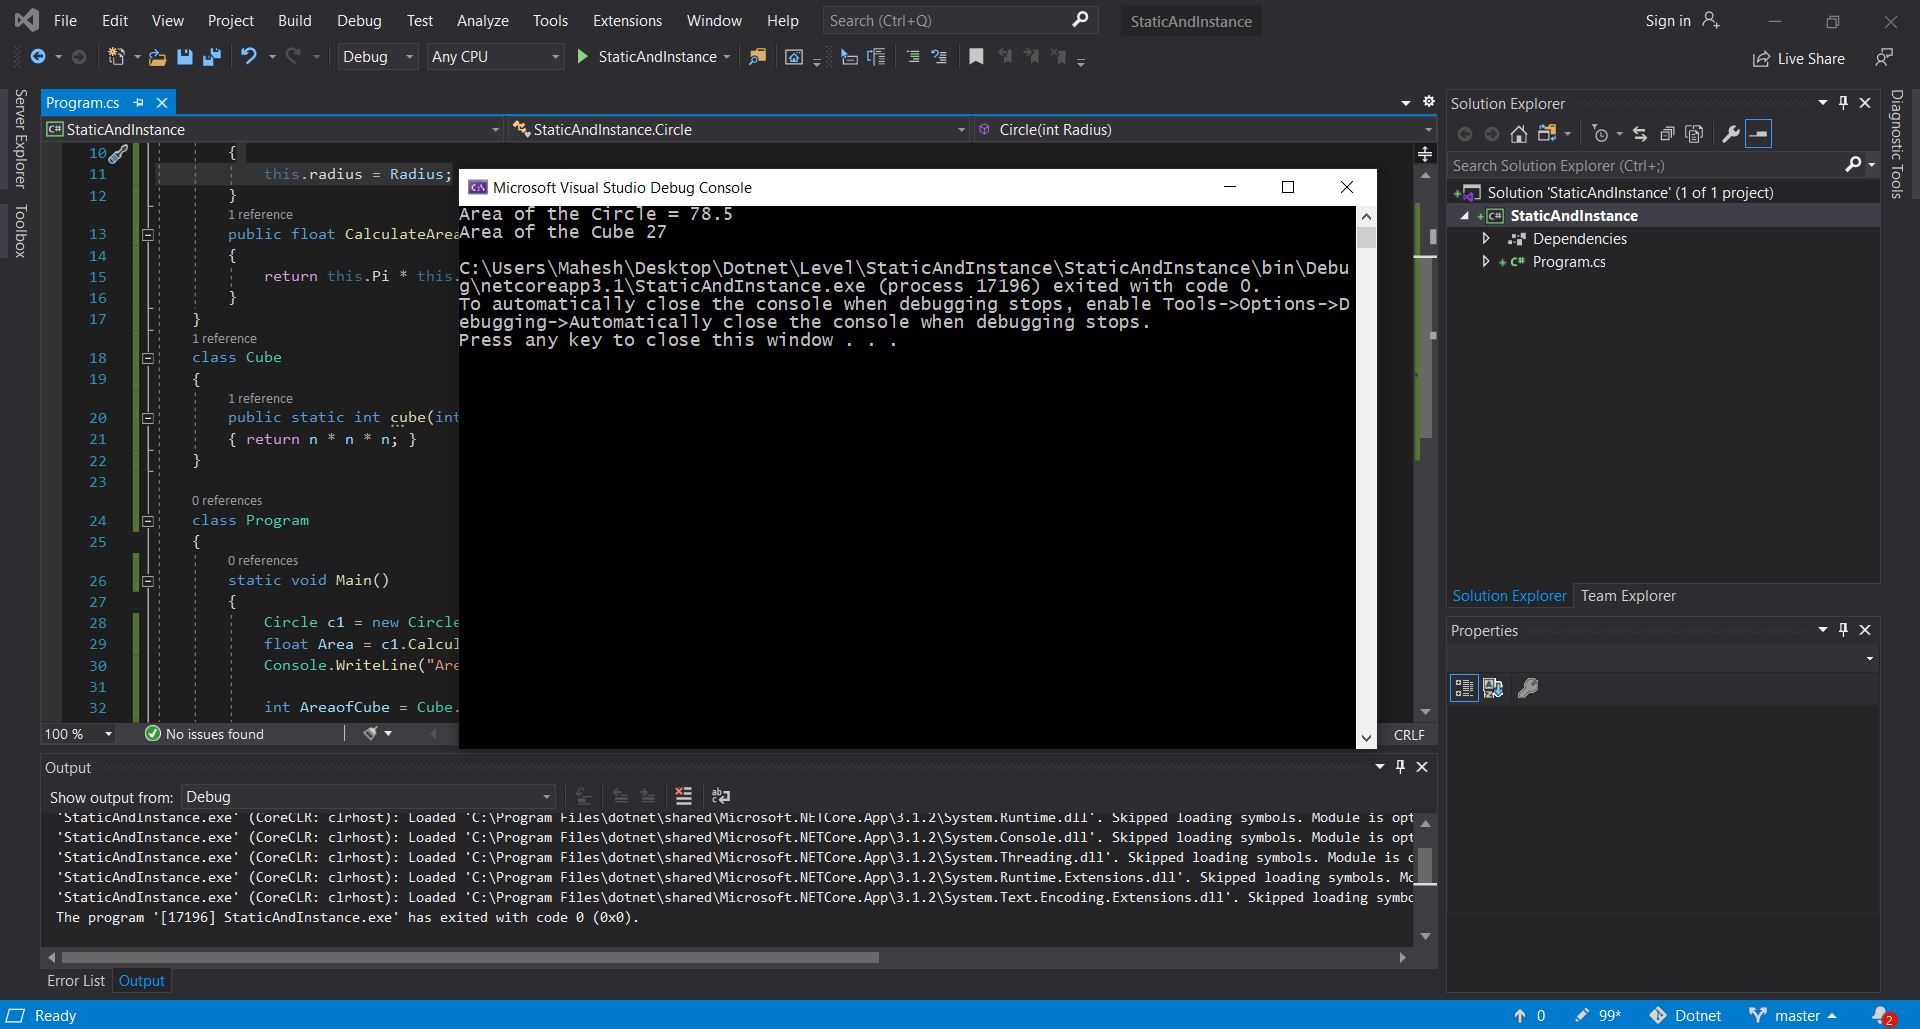 File Edit View Project Build Debug Test Analyze Tools Extensions Window Help Search (Ctrl+Q) StaticAndInstance Sign in
Debug Any CPU StaticAndInstance Live Share
Server Explorer
Toolbox
Program.cs
StaticAndInstance StaticAndInstance.Circle Circle(int Radius)
10 {
11 this.radius = Radius;
12 }
1 reference
13 public float CalculateArea
14 {
15 return this.Pi * this.
16 }
17 }
1 reference
18 class Cube
19 {
1 reference
20 public static int cube(int
21 { return n * n * n; }
22 }
23
0 references
24 class Program
25 {
0 references
26 static void Main()
27 {
28 Circle c1 = new Circle
29 float Area = c1.Calcul
30 Console.WriteLine("Are
31
32 int AreaofCube = Cube.
100 % No issues found CRLF
Microsoft Visual Studio Debug Console
Area of the Circle = 78.5
Area of the Cube 27
C:\Users\Mahesh\Desktop\Dotnet\Level\StaticAndInstance\StaticAndInstance\bin\Debu
g\netcoreapp3.1\StaticAndInstance.exe (process 17196) exited with code 0.
To automatically close the console when debugging stops, enable Tools->Options->D
ebugging->Automatically close the console when debugging stops.
Press any key to close this window . . .
Output
Show output from: Debug
'StaticAndInstance.exe' (CoreCLR: clrhost): Loaded 'C:\Program Files\dotnet\shared\Microsoft.NETCore.App\3.1.2\System.Runtime.dll'. Skipped loading symbols. Module is opt
'StaticAndInstance.exe' (CoreCLR: clrhost): Loaded 'C:\Program Files\dotnet\shared\Microsoft.NETCore.App\3.1.2\System.Console.dll'. Skipped loading symbols. Module is opt
'StaticAndInstance.exe' (CoreCLR: clrhost): Loaded 'C:\Program Files\dotnet\shared\Microsoft.NETCore.App\3.1.2\System.Threading.dll'. Skipped loading symbols. Module is o
'StaticAndInstance.exe' (CoreCLR: clrhost): Loaded 'C:\Program Files\dotnet\shared\Microsoft.NETCore.App\3.1.2\System.Runtime.Extensions.dll'. Skipped loading symbols. Mo
'StaticAndInstance.exe' (CoreCLR: clrhost): Loaded 'C:\Program Files\dotnet\shared\Microsoft.NETCore.App\3.1.2\System.Text.Encoding.Extensions.dll'. Skipped loading symbo
The program '[17196] StaticAndInstance.exe' has exited with code 0 (0x0).
Error List Output
Solution Explorer
Search Solution Explorer (Ctrl+;)
Solution 'StaticAndInstance' (1 of 1 project)
C# StaticAndInstance
Dependencies
C# Program.cs
Solution Explorer Team Explorer
Properties
Diagnostic Tools
Ready 0 99* Dotnet master 2